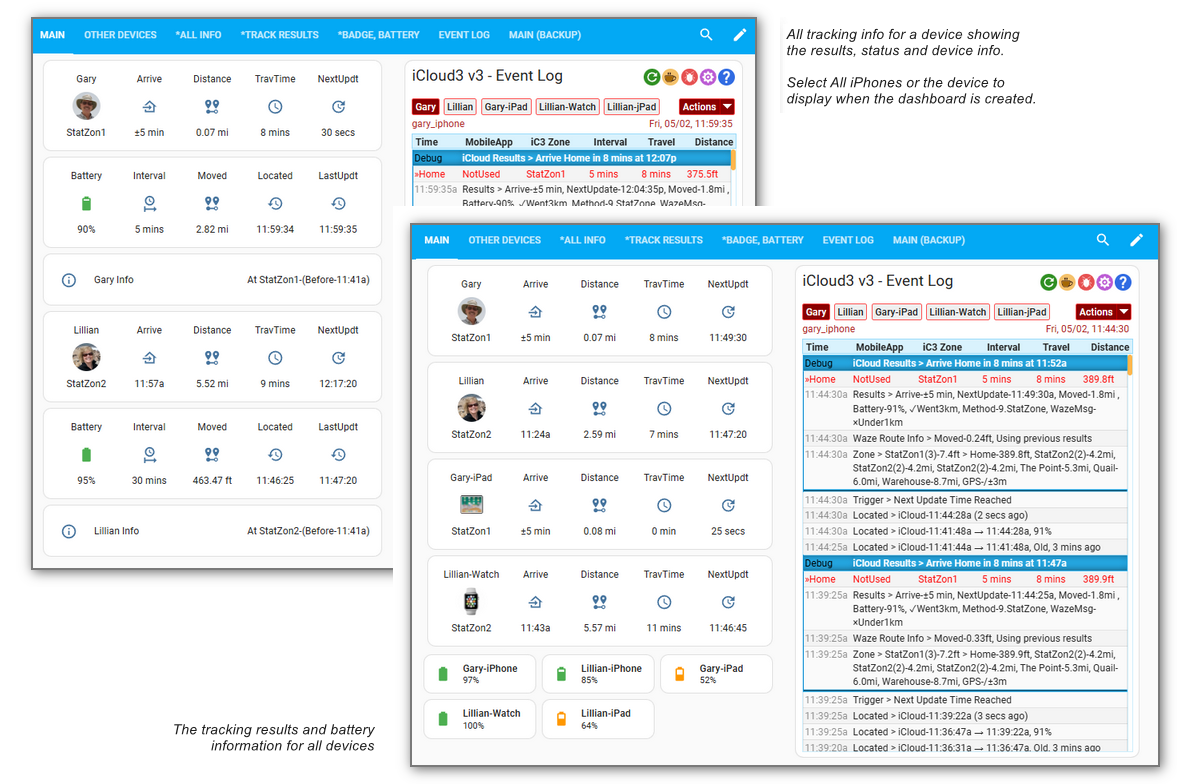 MAIN OTHER DEVICES *ALL INFO *TRACK RESULTS *BADGE, BATTERY EVENT LOG MAIN (BACKUP)
Gary Arrive Distance TravTime NextUpdt
StatZon1 ±5 min 0.07 mi 8 mins 30 secs
Battery Interval Moved Located LastUpdt
90% 5 mins 2.82 mi 11:59:34 11:59:35
Gary Info At StatZon1-(Before-11:41a)
Lillian Arrive Distance TravTime NextUpdt
StatZon2 11:57a 5.52 mi 9 mins 12:17:20
Battery Interval Moved Located LastUpdt
95% 30 mins 463.47 ft 11:46:25 11:47:20
Lillian Info At StatZon2-(Before-11:41a)
iCloud3 v3 - Event Log
Gary Lillian Gary-iPad Lillian-Watch Lillian-jPad Actions
gary_iphone Fri, 05/02, 11:59:35
Time MobileApp iC3 Zone Interval Travel Distance
Debug iCloud Results > Arrive Home in 8 mins at 12:07p
»Home NotUsed StatZon1 5 mins 8 mins 375.5ft
11:59:35a Results > Arrive-±5 min, NextUpdate-12:04:35p, Moved-1.8mi ,
Battery-90%, ✓Went3km, Method-9.StatZone, WazeMsg-
All tracking info for a device showing
the results, status and device info.
Select All iPhones or the device to
display when the dashboard is created.
MAIN OTHER DEVICES *ALL INFO *TRACK RESULTS *BADGE, BATTERY EVENT LOG MAIN (BACKUP)
Gary Arrive Distance TravTime NextUpdt
StatZon1 ±5 min 0.07 mi 8 mins 11:49:30
Lillian Arrive Distance TravTime NextUpdt
StatZon2 11:24a 2.59 mi 7 mins 11:47:20
Gary-iPad Arrive Distance TravTime NextUpdt
StatZon1 ±5 min 0.08 mi 0 min 25 secs
Lillian-Watch Arrive Distance TravTime NextUpdt
StatZon2 11:43a 5.57 mi 11 mins 11:46:45
Gary-iPhone Lillian-iPhone Gary-iPad
97% 85% 52%
Lillian-Watch Lillian-iPad
100% 64%
iCloud3 v3 - Event Log
Gary Lillian Gary-iPad Lillian-Watch Lillian-jPad Actions
gary_iphone Fri, 05/02, 11:44:30
Time MobileApp iC3 Zone Interval Travel Distance
Debug iCloud Results > Arrive Home in 8 mins at 11:52a
»Home NotUsed StatZon1 5 mins 8 mins 389.8ft
11:44:30a Results > Arrive-±5 min, NextUpdate-11:49:30a, Moved-1.8mi ,
Battery-91%, ✓Went3km, Method-9.StatZone, WazeMsg-
×Under1km
11:44:30a Waze Route Info > Moved-0.24ft, Using previous results
11:44:30a Zone > StatZon1(3)-7.4ft > Home-389.8ft, StatZon2(2)-4.2mi,
StatZon2(2)-4.2mi, StatZon2(2)-4.2mi, The Point-5.3mi, Quail-
6.0mi, Warehouse-8.7mi, GPS-/±3m
11:44:30a Trigger > Next Update Time Reached
11:44:30a Located > iCloud-11:44:28a (2 secs ago)
11:44:30a Located > iCloud-11:41:48a → 11:44:28a, 91%
11:44:25a Located > iCloud-11:41:44a → 11:41:48a, Old, 3 mins ago
Debug iCloud Results > Arrive Home in 8 mins at 11:47a
»Home NotUsed StatZon1 5 mins 8 mins 389.9ft
11:39:25a Results > Arrive-±5 min, NextUpdate-11:44:25a, Moved-1.8mi ,
Battery-91%, ✓Went3km, Method-9.StatZone, WazeMsg-
×Under1km
11:39:25a Waze Route Info > Moved-0.33ft, Using previous results
11:39:25a Zone > StatZon1(3)-7.2ft > Home-389.9ft, StatZon2(2)-4.2mi,
StatZon2(2)-4.2mi, StatZon2(2)-4.2mi, The Point-5.3mi, Quail-
6.0mi, Warehouse-8.7mi, GPS-/±3m
11:39:25a Trigger > Next Update Time Reached
11:39:25a Located > iCloud-11:39:22a (3 secs ago)
11:39:25a Located > iCloud-11:36:47a → 11:39:22a, 91%
11:39:20a Located > iCloud-11:36:31a → 11:36:47a, Old, 3 mins ago
The tracking results and battery
information for all devices